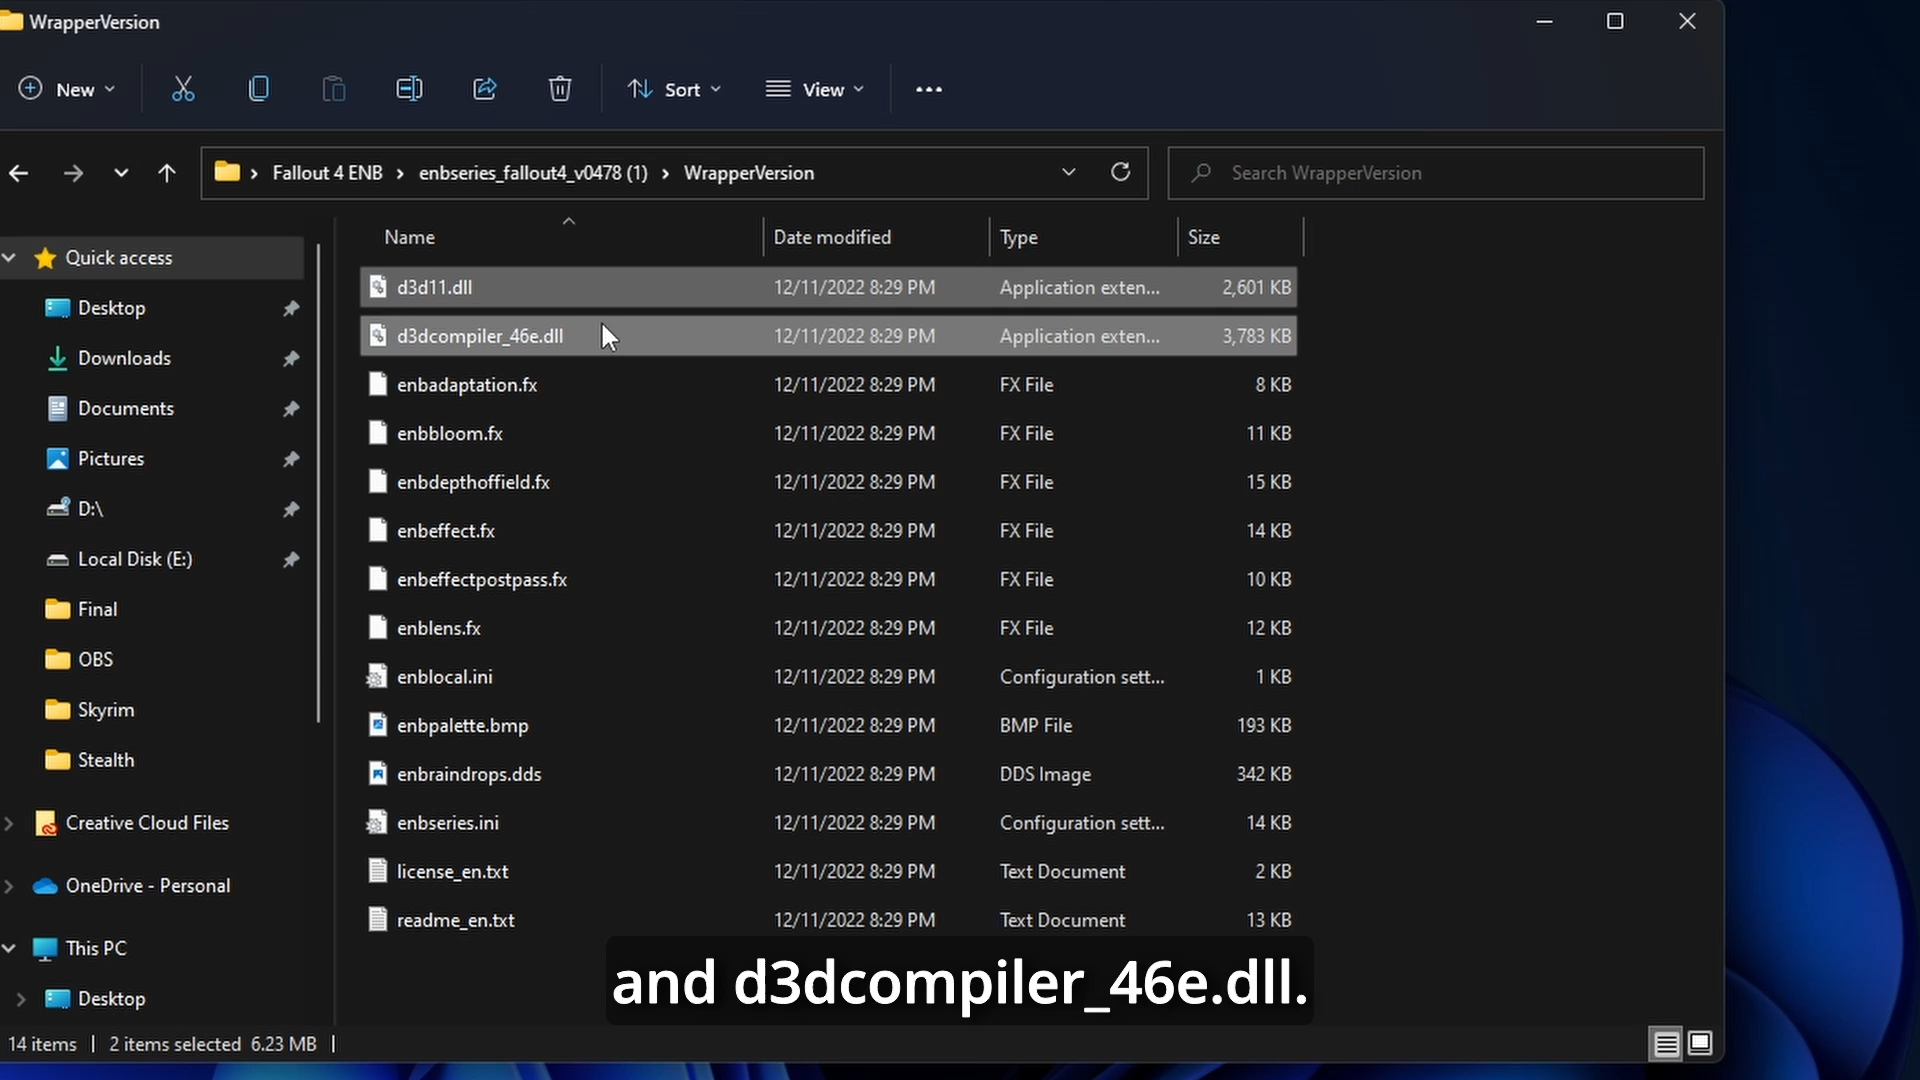 WrapperVersion
New
Sort
View
Fallout 4 ENB > enbseries_fallout4_v0478 (1) > WrapperVersion
Search WrapperVersion
Name Date modified Type Size
Quick access
Desktop
Downloads
Documents
Pictures
D:\
Local Disk (E:)
Final
OBS
Skyrim
Stealth
Creative Cloud Files
OneDrive - Personal
This PC
Desktop
d3d11.dll 12/11/2022 8:29 PM Application exten... 2,601 KB
d3dcompiler_46e.dll 12/11/2022 8:29 PM Application exten... 3,783 KB
enbadaptation.fx 12/11/2022 8:29 PM FX File 8 KB
enbbloom.fx 12/11/2022 8:29 PM FX File 11 KB
enbdepthoffield.fx 12/11/2022 8:29 PM FX File 15 KB
enbeffect.fx 12/11/2022 8:29 PM FX File 14 KB
enbeffectpostpass.fx 12/11/2022 8:29 PM FX File 10 KB
enblens.fx 12/11/2022 8:29 PM FX File 12 KB
enblocal.ini 12/11/2022 8:29 PM Configuration sett... 1 KB
enbpalette.bmp 12/11/2022 8:29 PM BMP File 193 KB
enbraindrops.dds 12/11/2022 8:29 PM DDS Image 342 KB
enbseries.ini 12/11/2022 8:29 PM Configuration sett... 14 KB
license_en.txt 12/11/2022 8:29 PM Text Document 2 KB
readme_en.txt 12/11/2022 8:29 PM Text Document 13 KB
and d3dcompiler_46e.dll.
14 items | 2 items selected 6.23 MB |